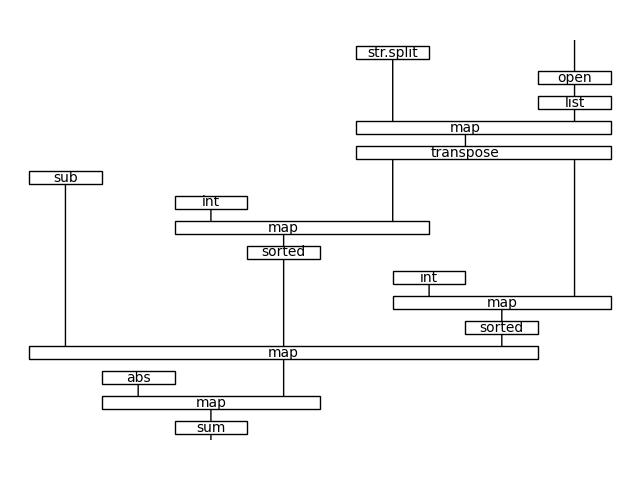 str.split
open
list
map
transpose
sub
int
map
sorted
int
map
sorted
map
abs
map
sum